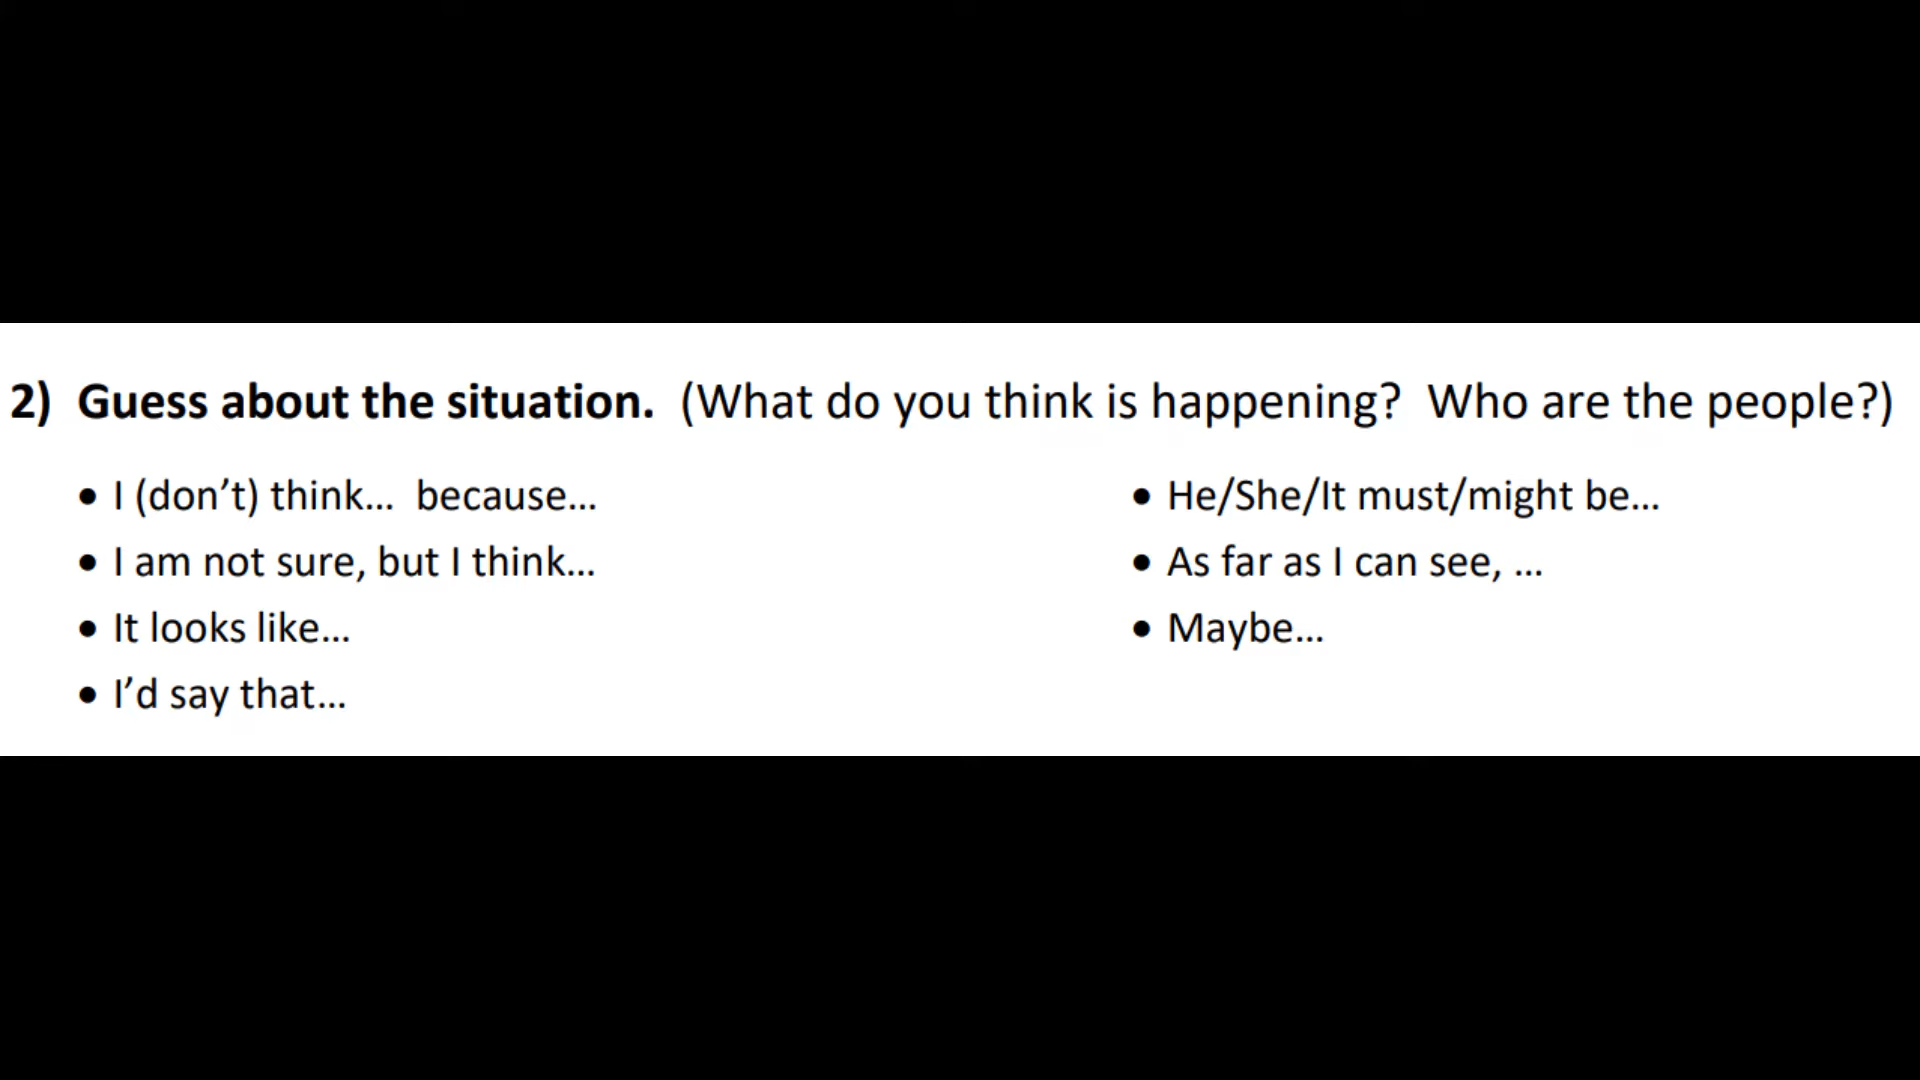 2) Guess about the situation. (What do you think is happening? Who are the people?)
• I (don’t) think... because...
• I am not sure, but I think...
• It looks like...
• I’d say that...
• He/She/It must/might be...
• As far as I can see, ...
• Maybe...